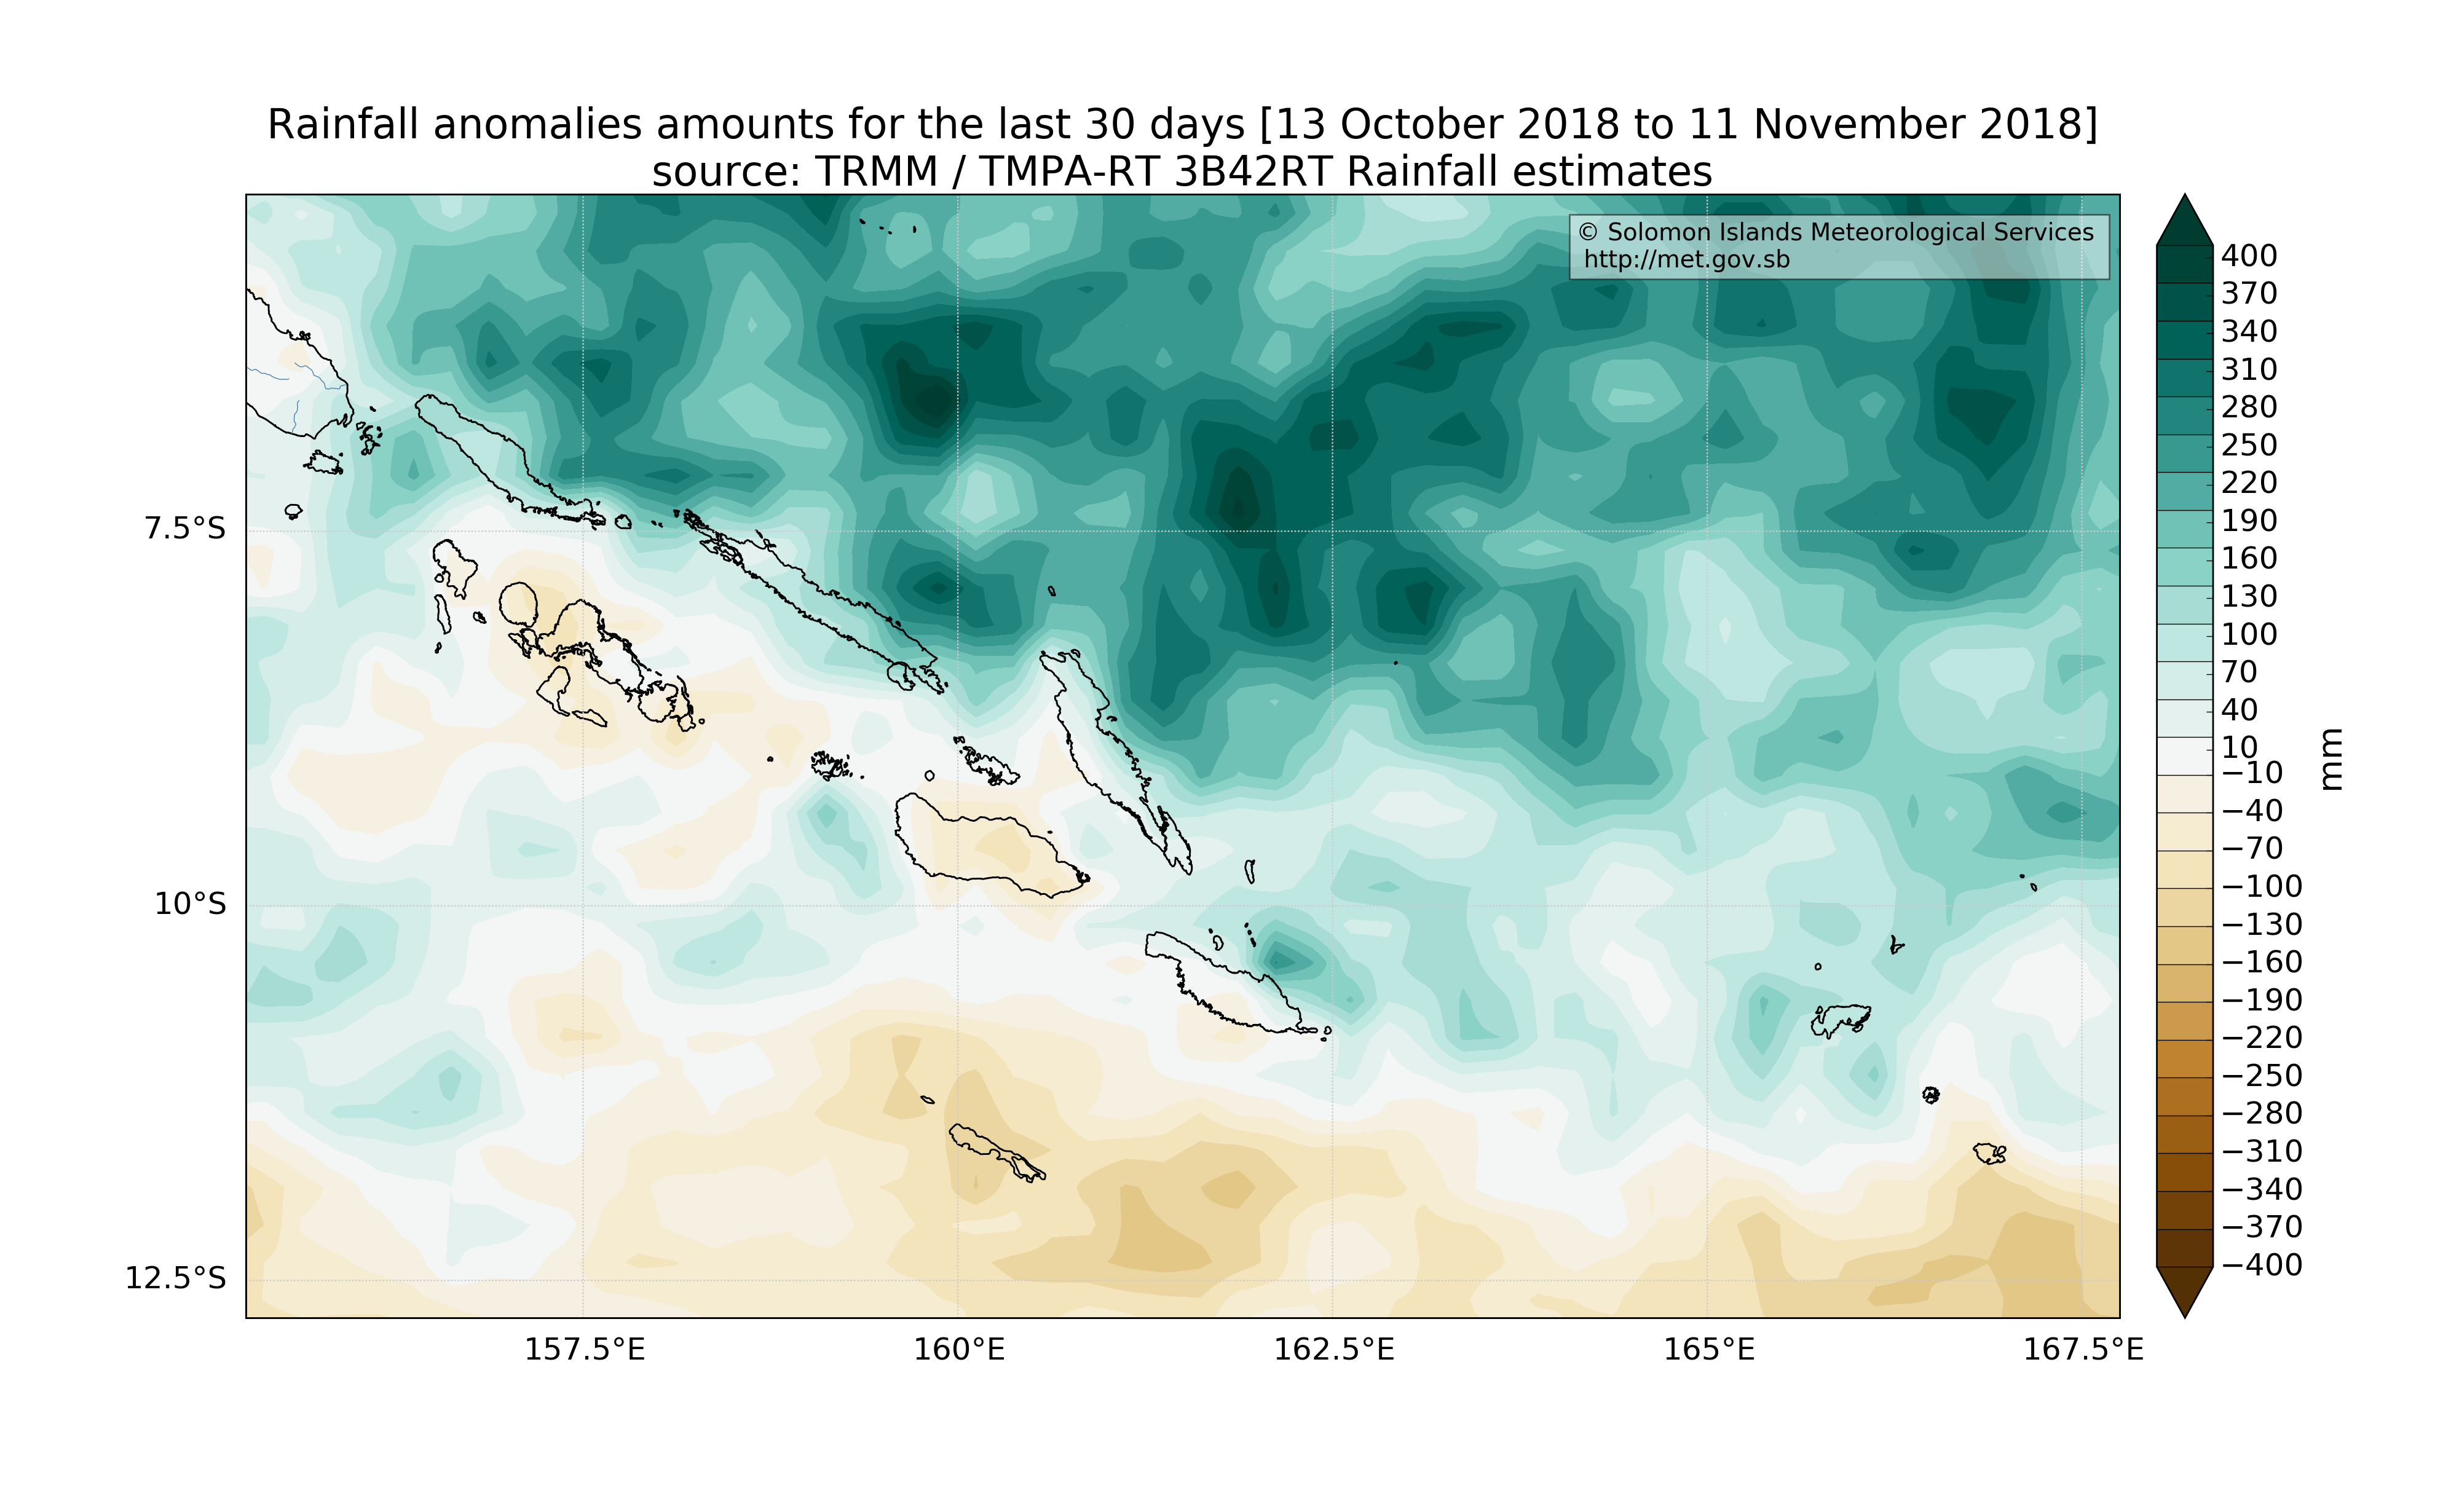 Rainfall anomalies amounts for the last 30 days [13 October 2018 to 11 November 2018]
source: TRMM / TMPA-RT 3B42RT Rainfall estimates
© Solomon Islands Meteorological Services
http://met.gov.sb
7.5°S
10°S
12.5°S
157.5°E
160°E
162.5°E
165°E
167.5°E
400
370
340
310
280
250
220
190
160
130
100
70
40
10
−10
−40
−70
−100
−130
−160
−190
−220
−250
−280
−310
−340
−370
−400
mm